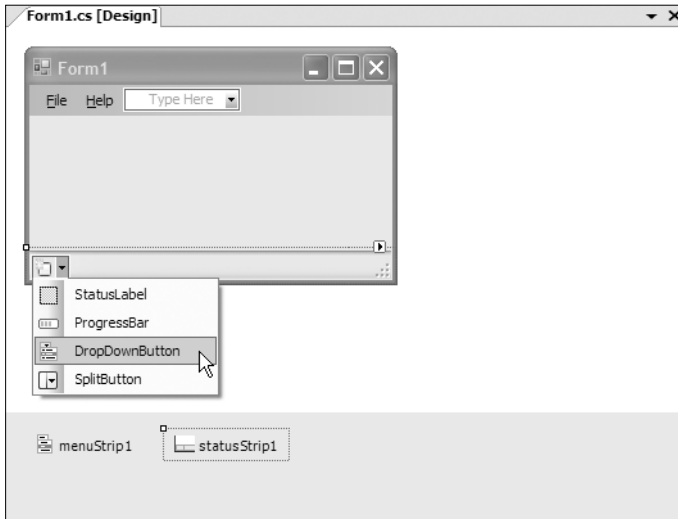 Form1.cs [Design]
Form1
File Help Type Here
StatusLabel
ProgressBar
DropDownButton
SplitButton
menuStrip1 statusStrip1